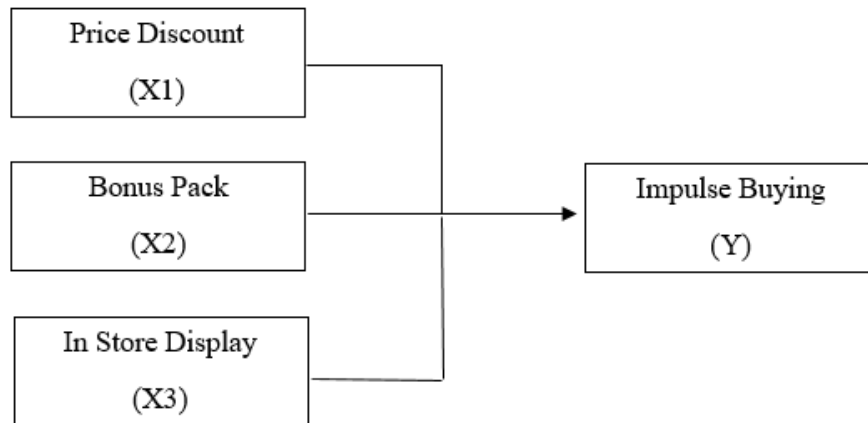 Price Discount
(X1)
Bonus Pack
(X2)
Impulse Buying
(Y)
In Store Display
(X3)